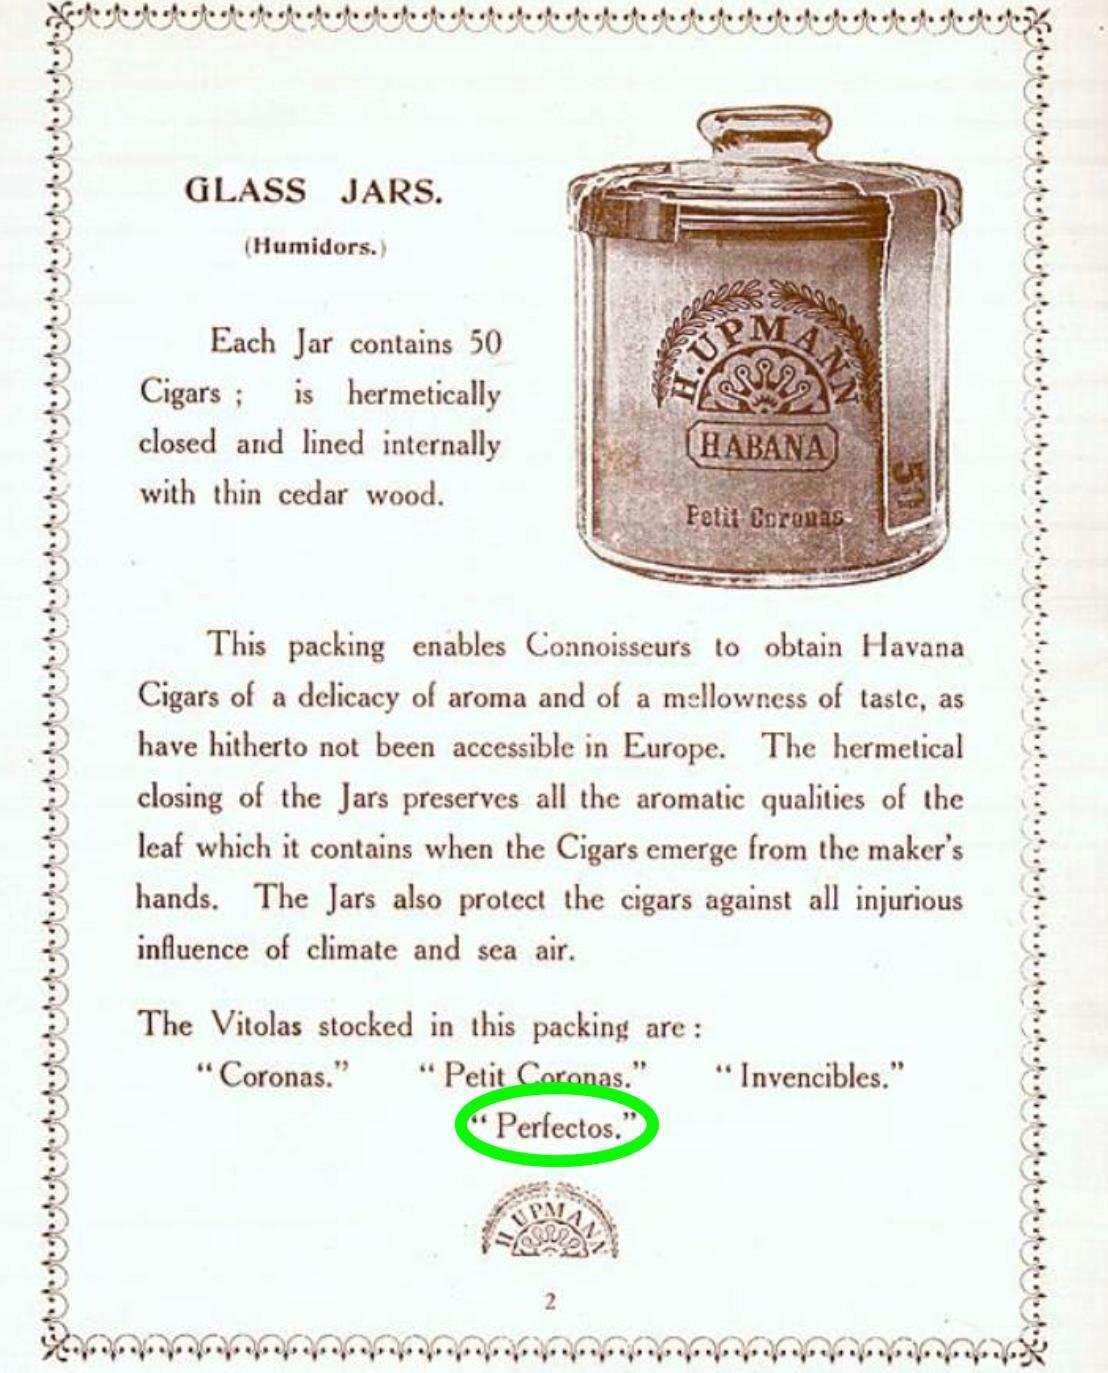 GLASS JARS.
(Humidors.)
Each Jar contains 50
Cigars ; is hermetically
closed and lined internally
with thin cedar wood.
H. UPMANN
HABANA
Petit Coronas
50
This packing enables Connoisseurs to obtain Havana
Cigars of a delicacy of aroma and of a mellowness of taste, as
have hitherto not been accessible in Europe. The hermetical
closing of the Jars preserves all the aromatic qualities of the
leaf which it contains when the Cigars emerge from the maker's
hands. The Jars also protect the cigars against all injurious
influence of climate and sea air.
The Vitolas stocked in this packing are :
“ Coronas.” “ Petit Coronas.” “ Invencibles.”
“ Perfectos.”
H. UPMANN
2